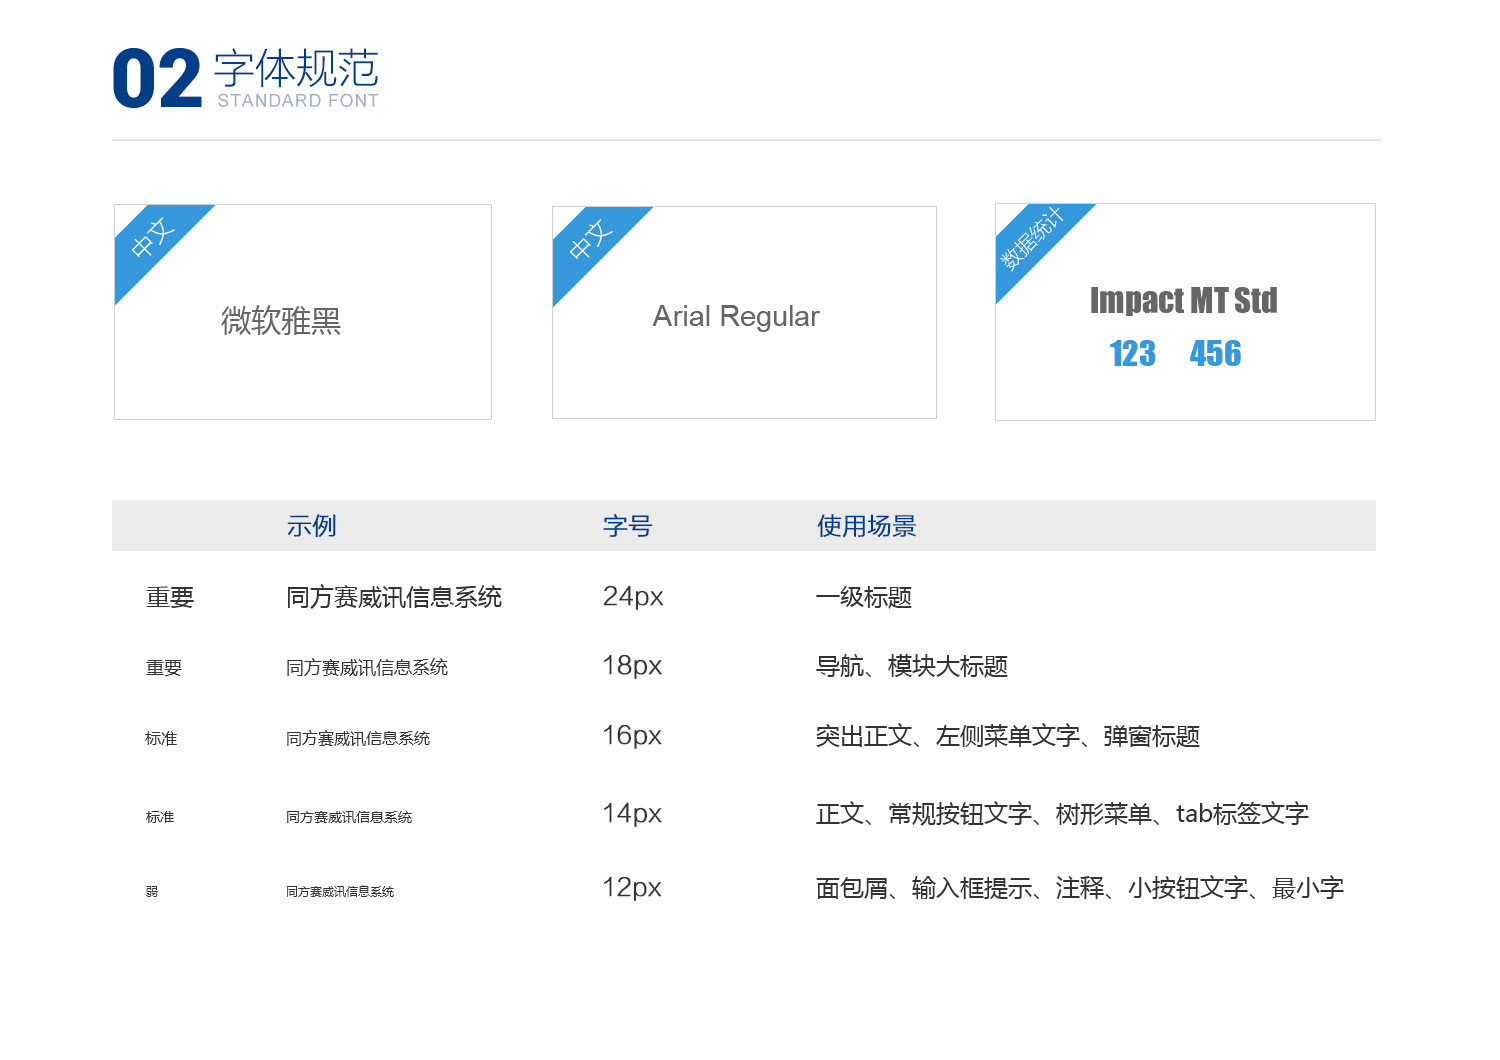 02 字体规范
STANDARD FONT
中文
微软雅黑
中文
Arial Regular
数据统计
Impact MT Std
123 456
示例 字号 使用场景
重要 同方赛威讯信息系统 24px 一级标题
重要 同方赛威讯信息系统 18px 导航、模块大标题
标准 同方赛威讯信息系统 16px 突出正文、左侧菜单文字、弹窗标题
标准 同方赛威讯信息系统 14px 正文、常规按钮文字、树形菜单、tab标签文字
弱 同方赛威讯信息系统 12px 面包屑、输入框提示、注释、小按钮文字、最小字